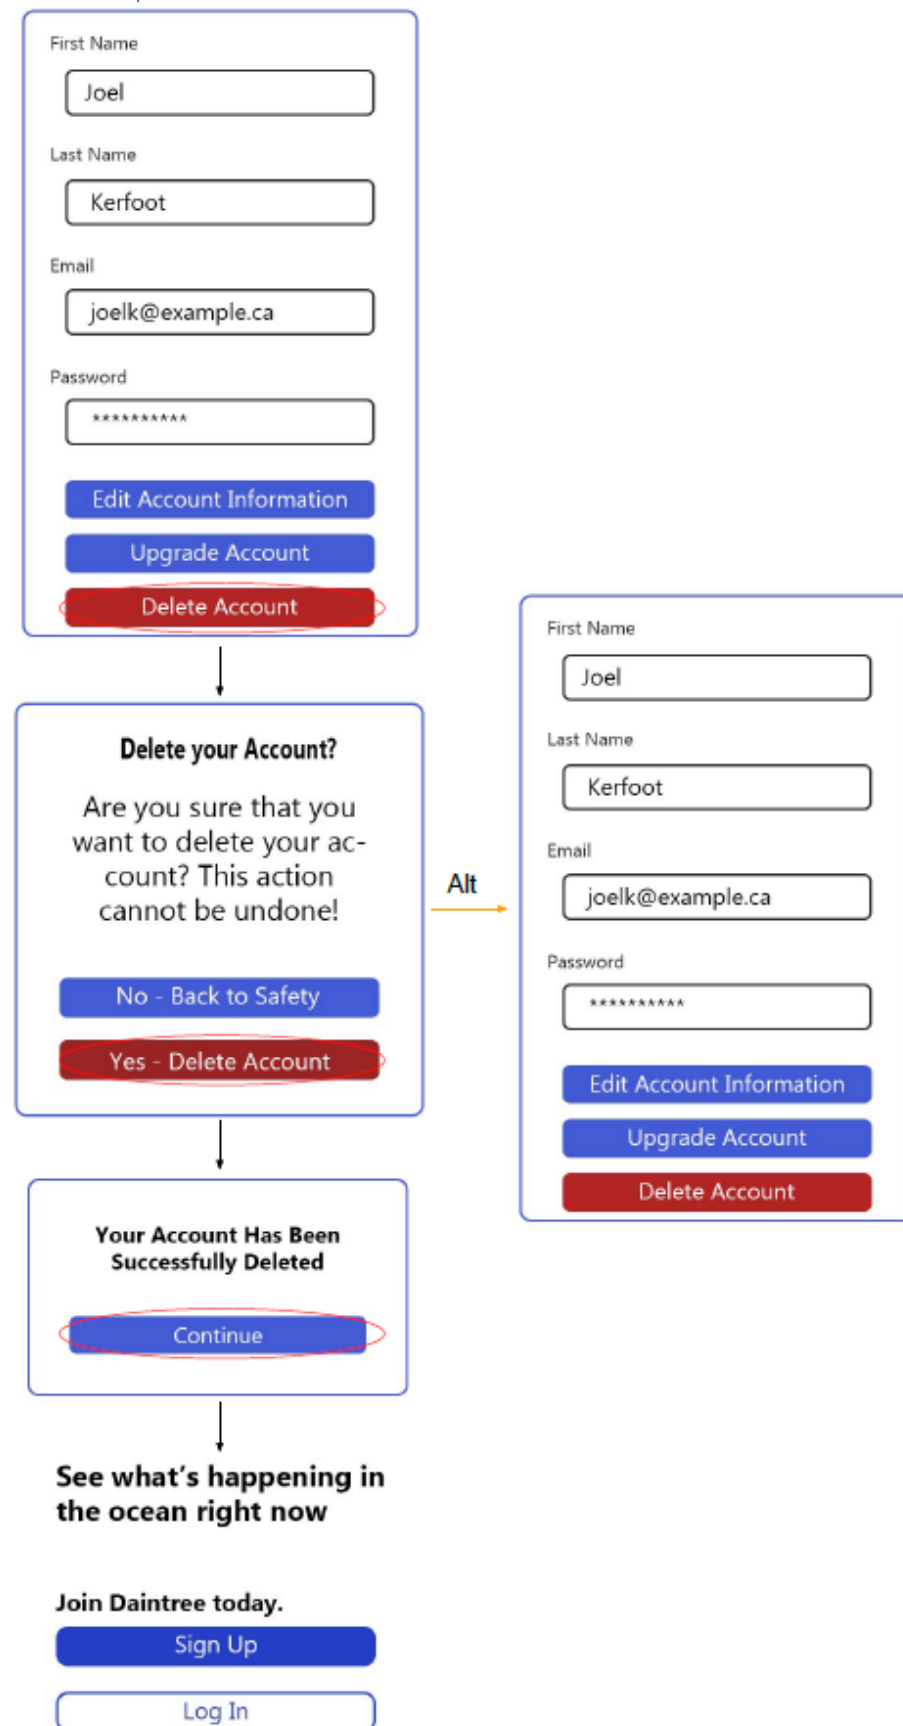 First Name
Joel
Last Name
Kerfoot
Email
joelk@example.ca
Password
**********
Edit Account Information
Upgrade Account
Delete Account
Delete your Account?
Are you sure that you
want to delete your ac-
count? This action
cannot be undone!
No - Back to Safety
Yes - Delete Account
Alt
First Name
Joel
Last Name
Kerfoot
Email
joelk@example.ca
Password
**********
Edit Account Information
Upgrade Account
Delete Account
Your Account Has Been
Successfully Deleted
Continue
See what's happening in
the ocean right now
Join Daintree today.
Sign Up
Log In